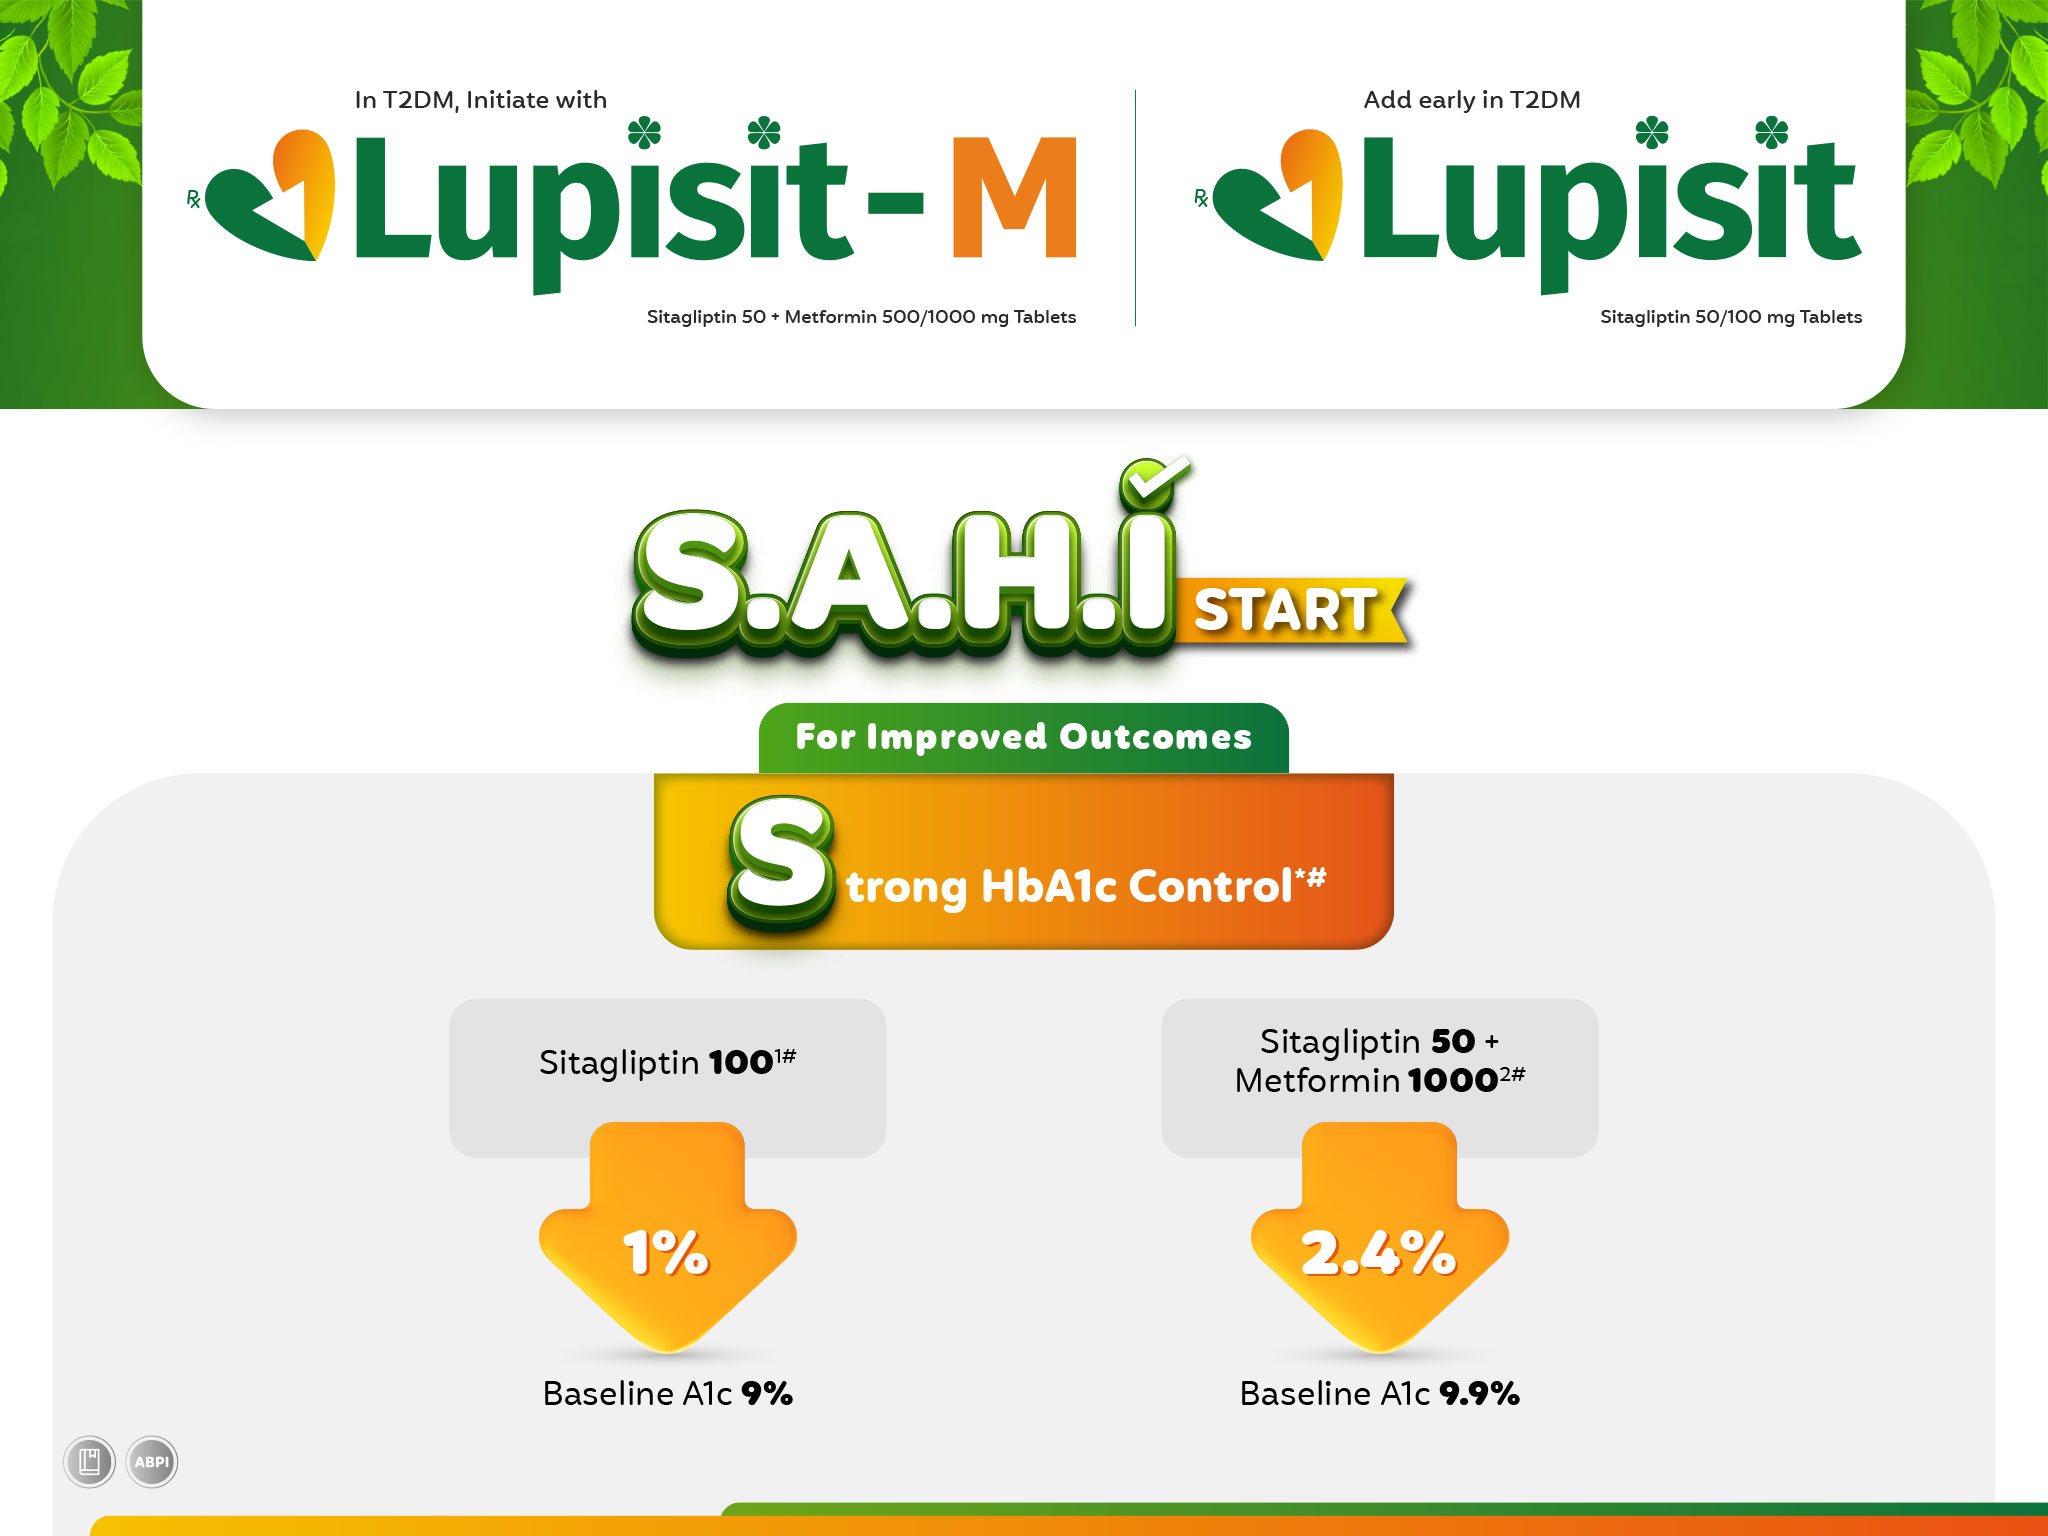 In T2DM, Initiate with
Rx Lupisit-M
Sitagliptin 50 + Metformin 500/1000 mg Tablets
Add early in T2DM
Rx Lupisit
Sitagliptin 50/100 mg Tablets
S.A.H.I START
For Improved Outcomes
Strong HbA1c Control*#
Sitagliptin 100¹#
1%
Baseline A1c 9%
Sitagliptin 50 +
Metformin 1000²#
2.4%
Baseline A1c 9.9%
ABPI